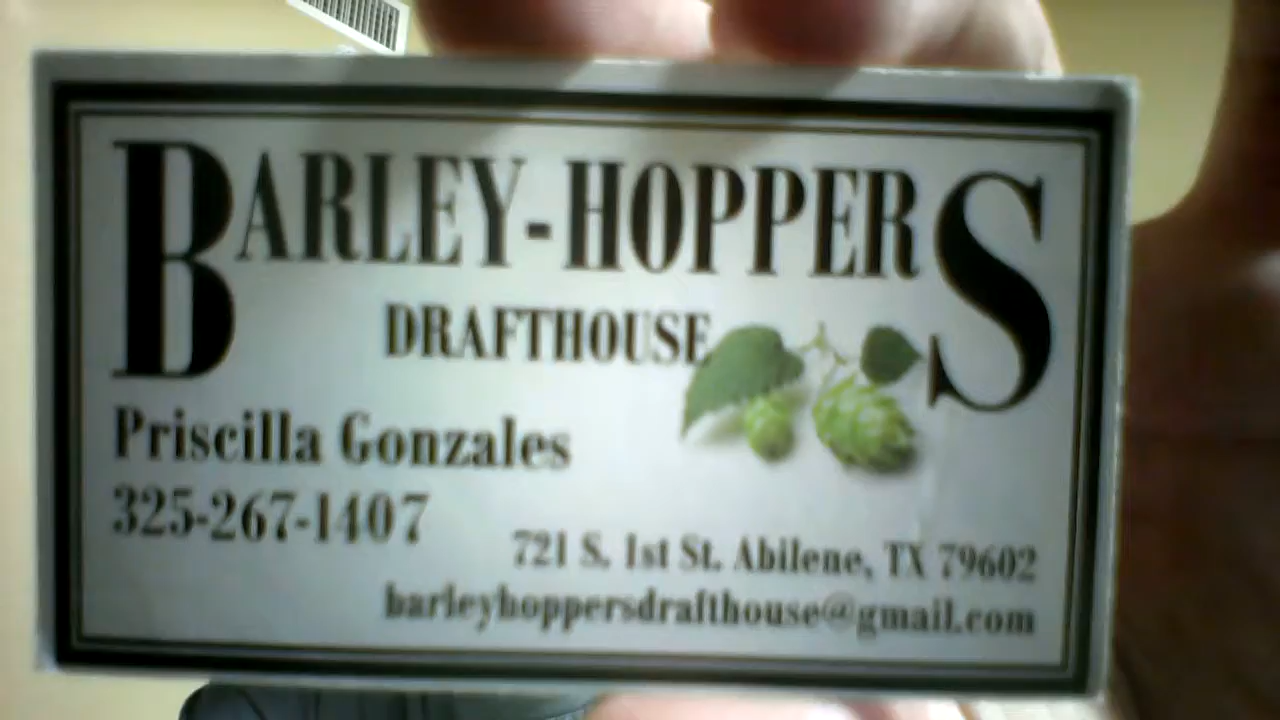 BARLEY-HOPPERS
DRAFTHOUSE
Priscilla Gonzales
325-267-1407
721 S. 1st St. Abilene, TX 79602
barleyhoppersdrafthouse@gmail.com